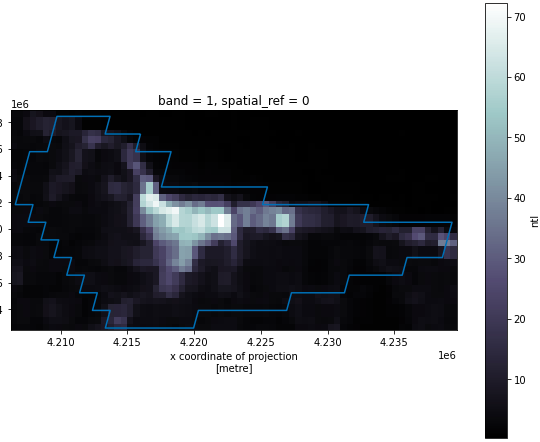 band = 1, spatial_ref = 0
1e6
70
60
50
40
30
20
10
ntl
4.210 4.215 4.220 4.225 4.230 4.235
1e6
x coordinate of projection
[metre]